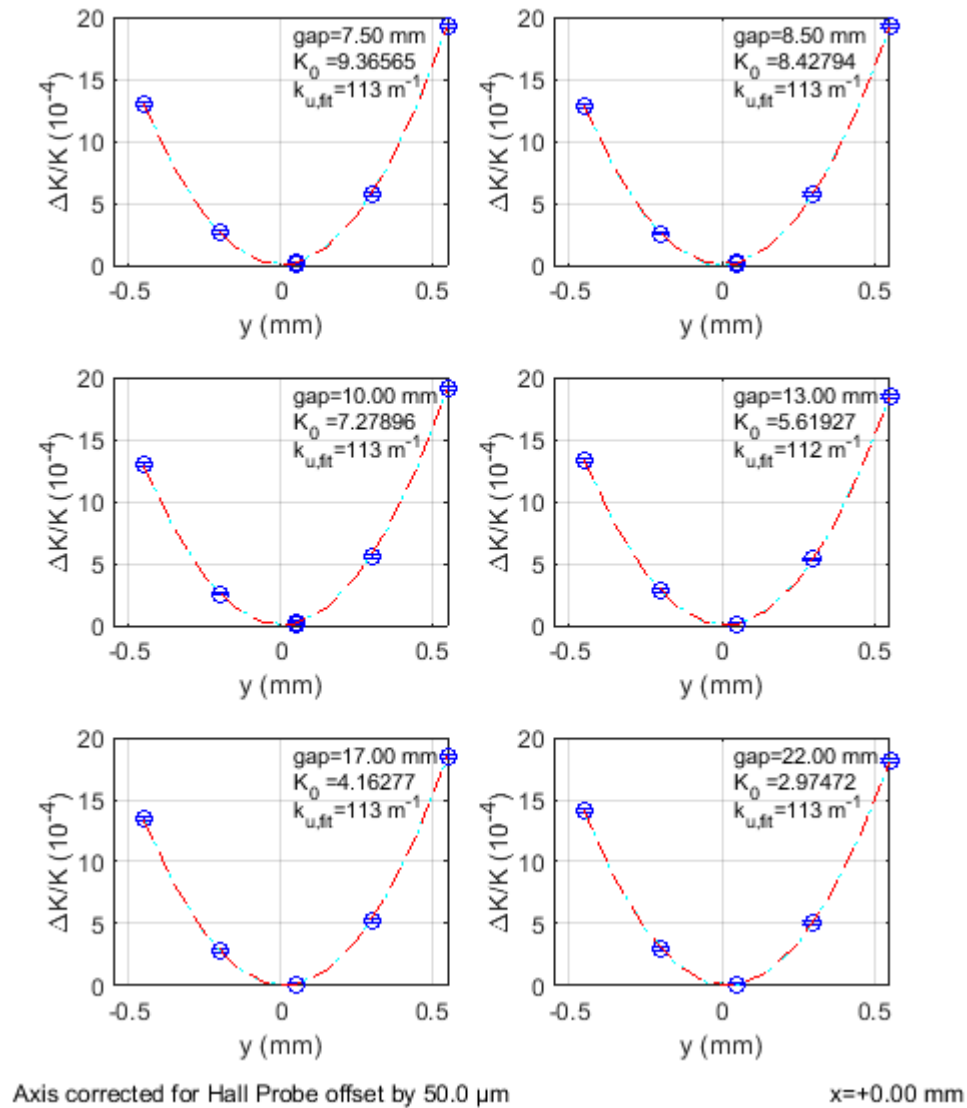 20
15
10
5
0
ΔK/K (10⁻⁴)
gap=7.50 mm
K₀ =9.36565
k_{u,fit}=113 m⁻¹
-0.5 0 0.5
y (mm)
20
15
10
5
0
ΔK/K (10⁻⁴)
gap=8.50 mm
K₀ =8.42794
k_{u,fit}=113 m⁻¹
-0.5 0 0.5
y (mm)
20
15
10
5
0
ΔK/K (10⁻⁴)
gap=10.00 mm
K₀ =7.27896
k_{u,fit}=113 m⁻¹
-0.5 0 0.5
y (mm)
20
15
10
5
0
ΔK/K (10⁻⁴)
gap=13.00 mm
K₀ =5.61927
k_{u,fit}=112 m⁻¹
-0.5 0 0.5
y (mm)
20
15
10
5
0
ΔK/K (10⁻⁴)
gap=17.00 mm
K₀ =4.16277
k_{u,fit}=113 m⁻¹
-0.5 0 0.5
y (mm)
20
15
10
5
0
ΔK/K (10⁻⁴)
gap=22.00 mm
K₀ =2.97472
k_{u,fit}=113 m⁻¹
-0.5 0 0.5
y (mm)
Axis corrected for Hall Probe offset by 50.0 μm
x=+0.00 mm